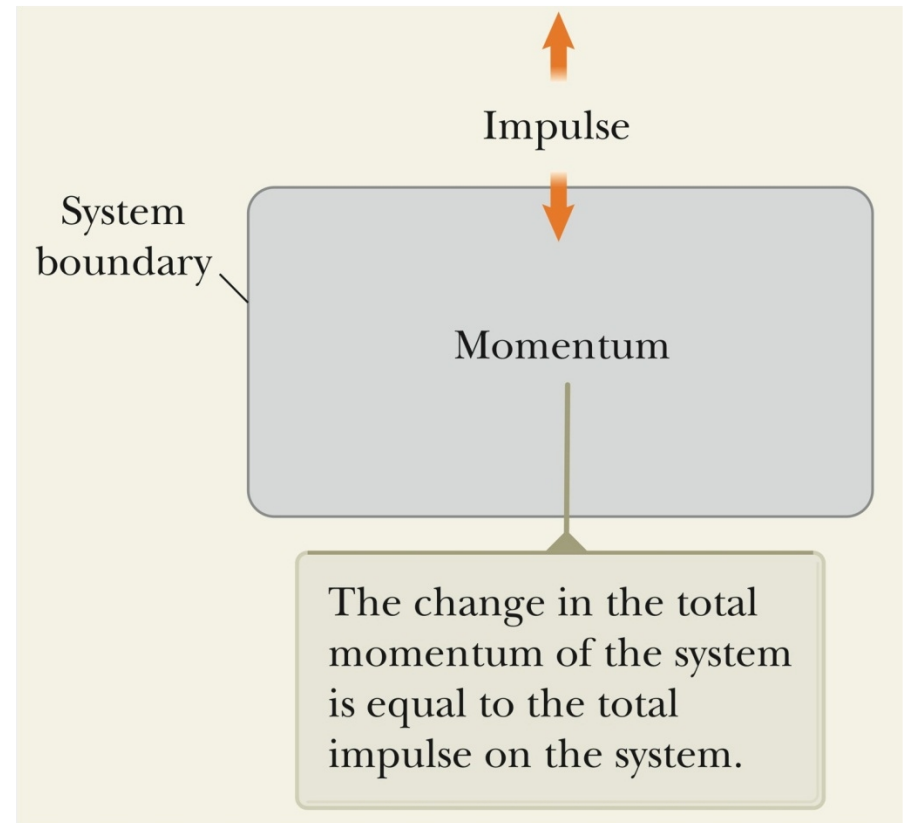 Impulse
System
boundary
Momentum
The change in the total
momentum of the system
is equal to the total
impulse on the system.